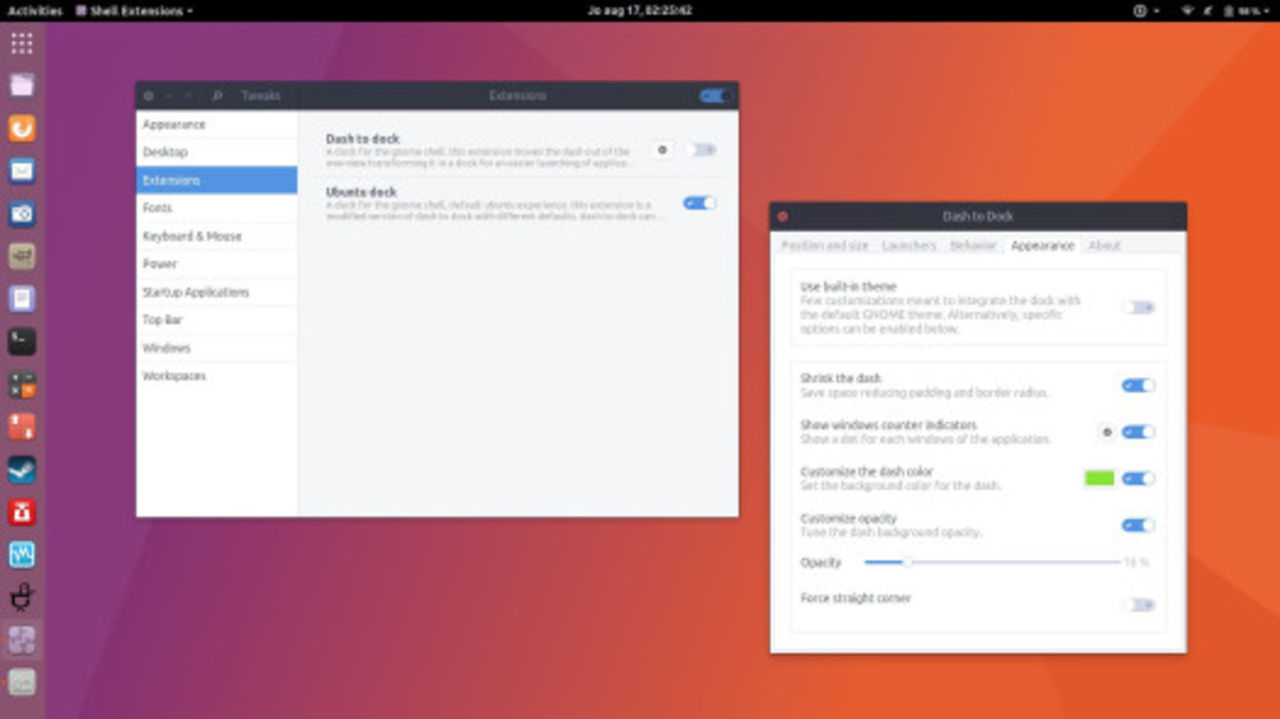 Activities
Shell Extensions
Jo aug 17, 02:25:42
Tweaks
Extensions
Appearance
Desktop
Extensions
Fonts
Keyboard & Mouse
Power
Startup Applications
Top Bar
Windows
Workspaces
Dash to dock
A dock for the gnome shell. this extension moves the dash out of the
overview transforming it in a dock for an easier launching of applica...
Ubuntu dock
A dock for the gnome shell, default ubuntu experience. this extension is a
modified version of dash to dock with different defaults. dash to dock can...
Dash to Dock
Position and size
Launchers
Behavior
Appearance
About
Use built-in theme
Few customizations meant to integrate the dock with
the default GNOME theme. Alternatively, specific
options can be enabled below.
Shrink the dash
Save space reducing padding and border radius.
Show windows counter indicators
Show a dot for each windows of the application.
Customize the dash color
Set the background color for the dash.
Customize opacity
Tune the dash background opacity.
Opacity
16 %
Force straight corner